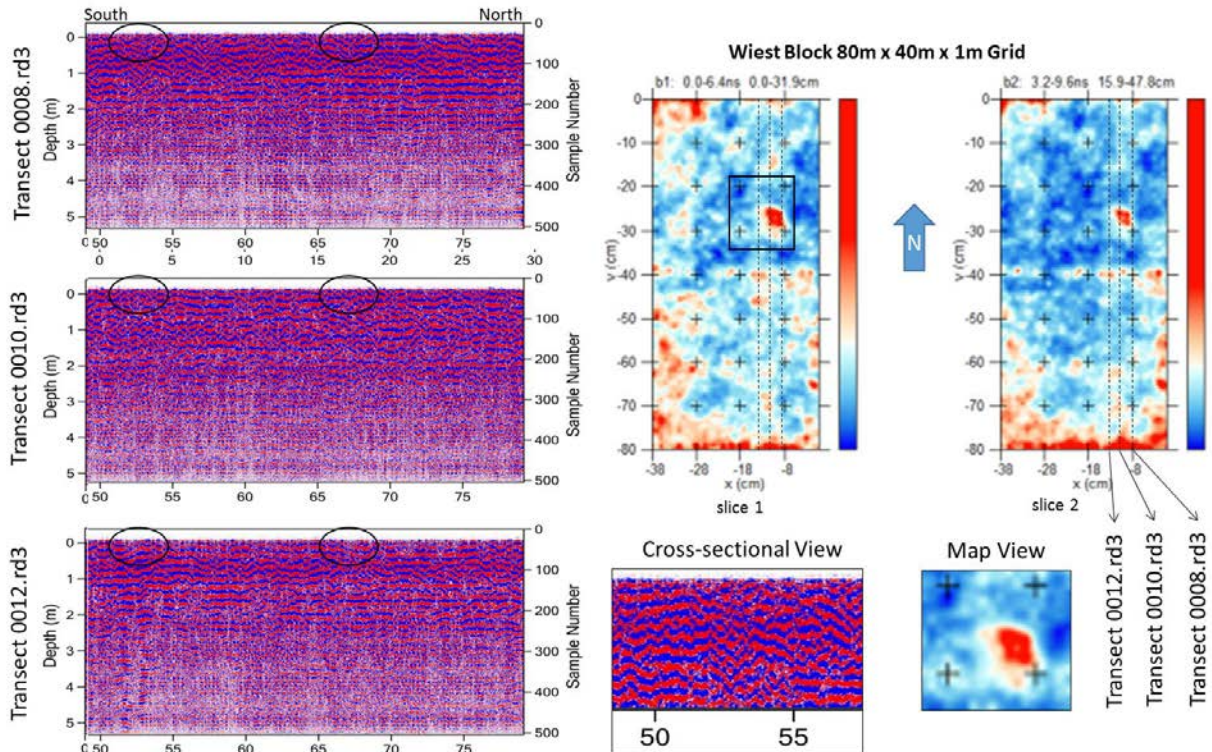 South
North
Transect 0008.rd3
Depth (m)
0
1
2
3
4
5
0
100
200
300
400
500
Sample Number
0 50 55 60 65 70 75
0 5 10 15 20 25 30
Transect 0010.rd3
Depth (m)
0
1
2
3
4
5
0
100
200
300
400
500
Sample Number
0 50 55 60 65 70 75
Transect 0012.rd3
Depth (m)
0
1
2
3
4
5
0
100
200
300
400
500
Sample Number
0 50 55 60 65 70 75
Wiest Block 80m x 40m x 1m Grid
b1: 0.0-6.4ns 0.0-31.9cm
0
-10
-20
-30
-40
-50
-60
-70
-80
y (cm)
-38 -28 -18 -8
x (cm)
slice 1
N
b2: 3.2-9.6ns 15.9-47.8cm
0
-10
-20
-30
-40
-50
-60
-70
-80
y (cm)
-38 -28 -18 -8
x (cm)
slice 2
Transect 0012.rd3
Transect 0010.rd3
Transect 0008.rd3
Cross-sectional View
50 55
Map View